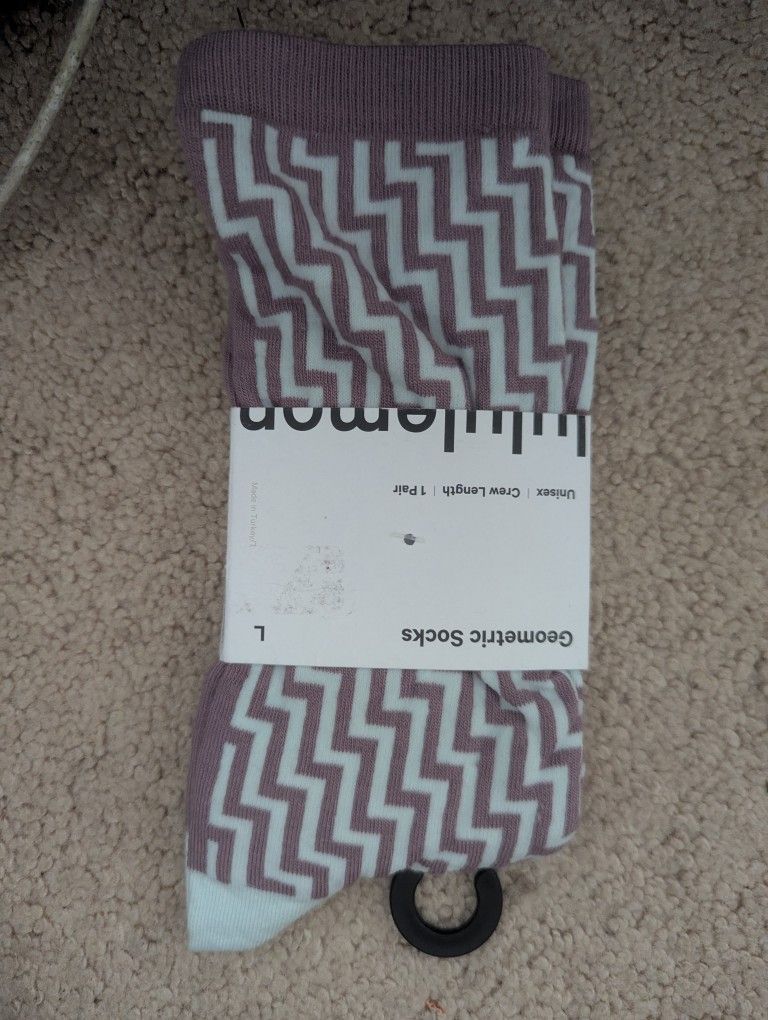 Geometric Socks L
Unisex | Crew Length | 1 Pair
Made in Turkey/T
lululemon